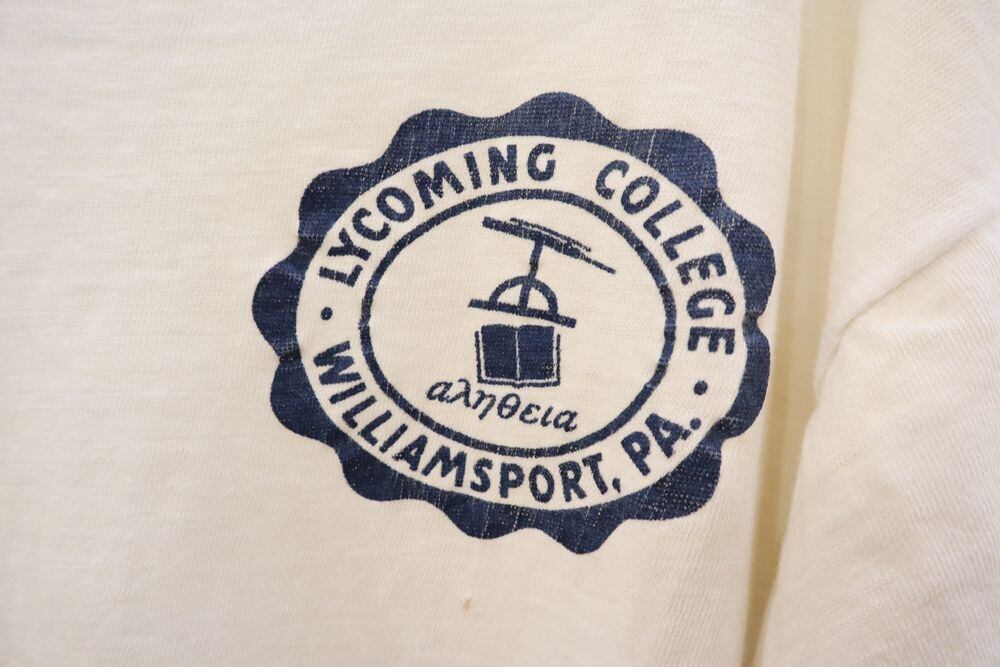 · LYCOMING COLLEGE ·
αληθεια
WILLIAMSPORT, PA.